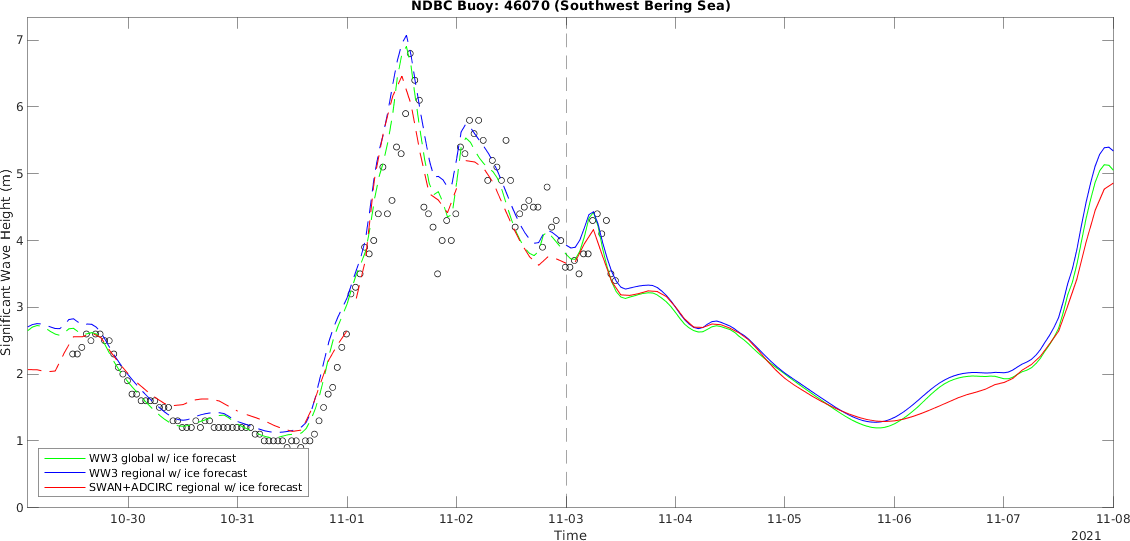 NDBC Buoy: 46070 (Southwest Bering Sea)
Significant Wave Height (m)
7
6
5
4
3
2
1
0
WW3 global w/ ice forecast
WW3 regional w/ ice forecast
SWAN+ADCIRC regional w/ ice forecast
10-30 10-31 11-01 11-02 11-03 11-04 11-05 11-06 11-07 11-08
Time
2021